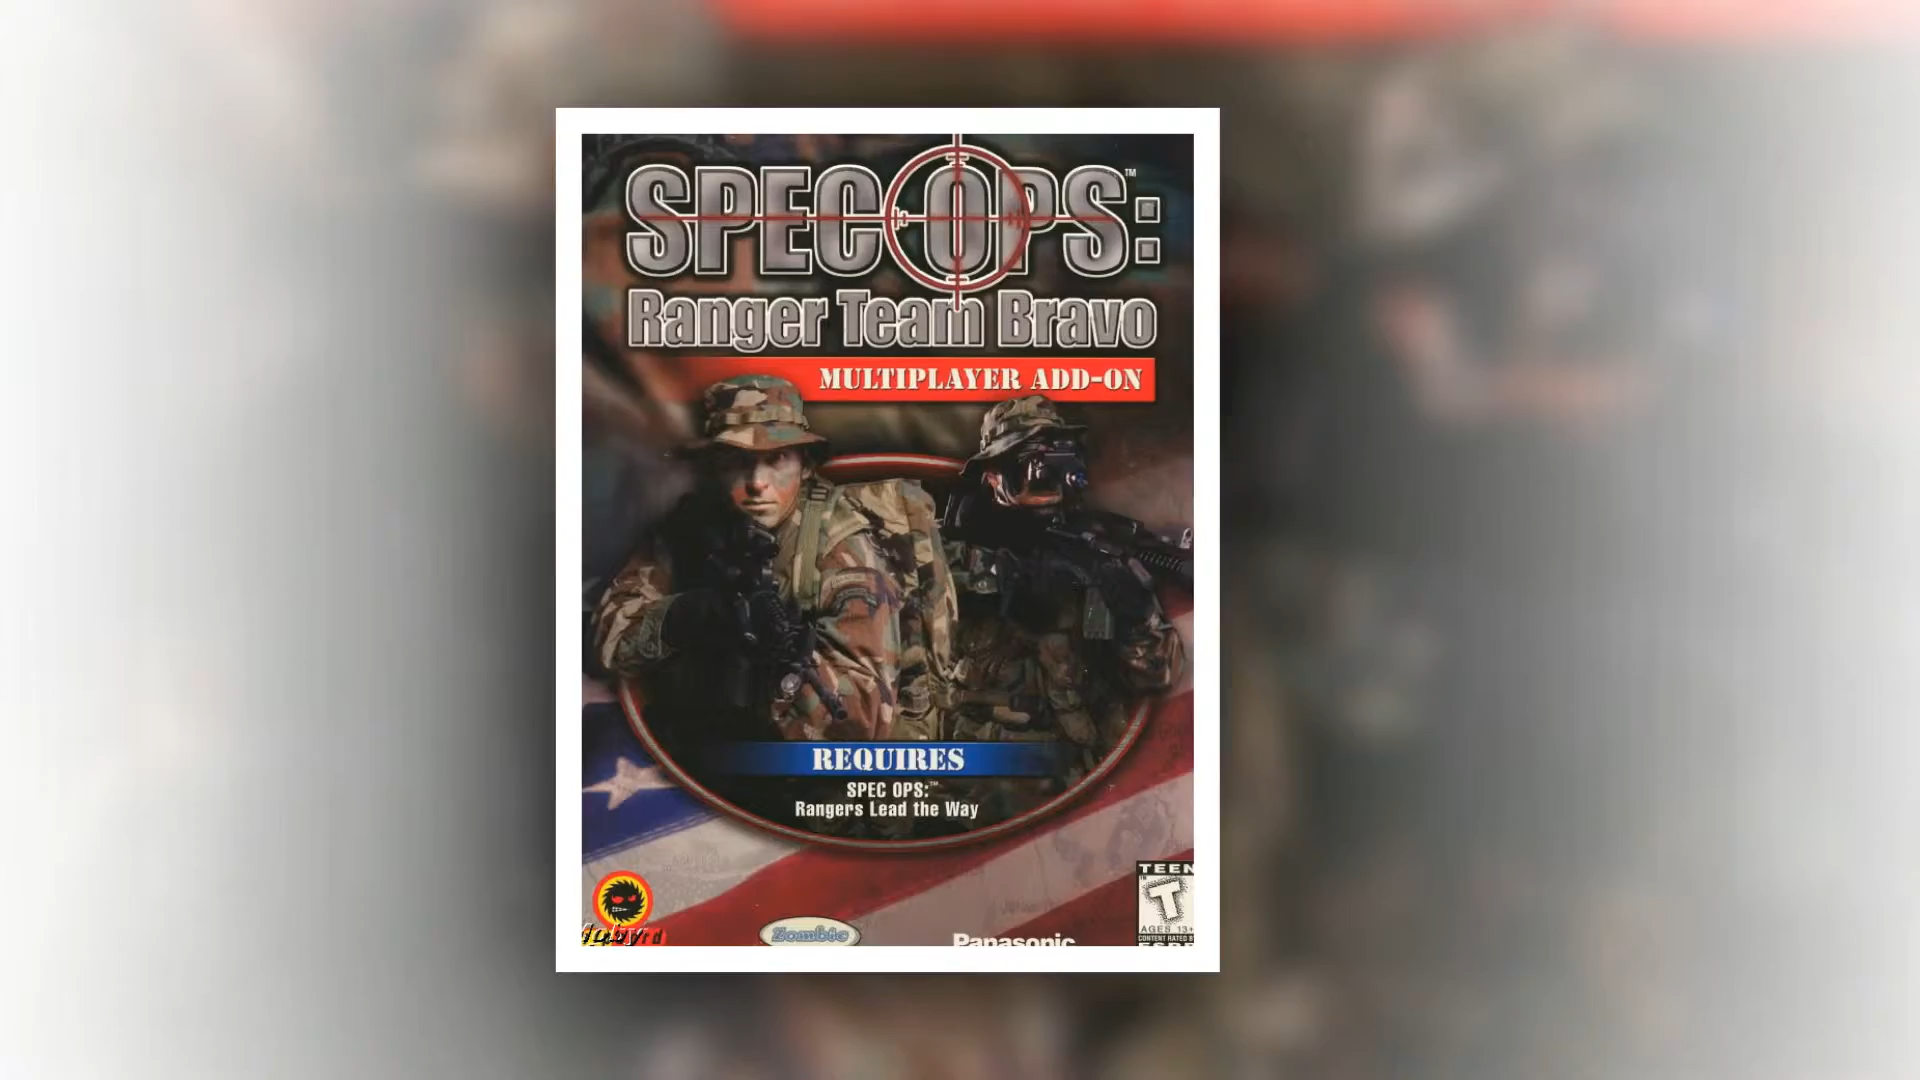 SPEC OPS:™
Ranger Team Bravo
MULTIPLAYER ADD-ON
REQUIRES
SPEC OPS:™
Rangers Lead the Way
TEEN
T
AGES 13+
CONTENT RATED B
Zombie
Panasonic